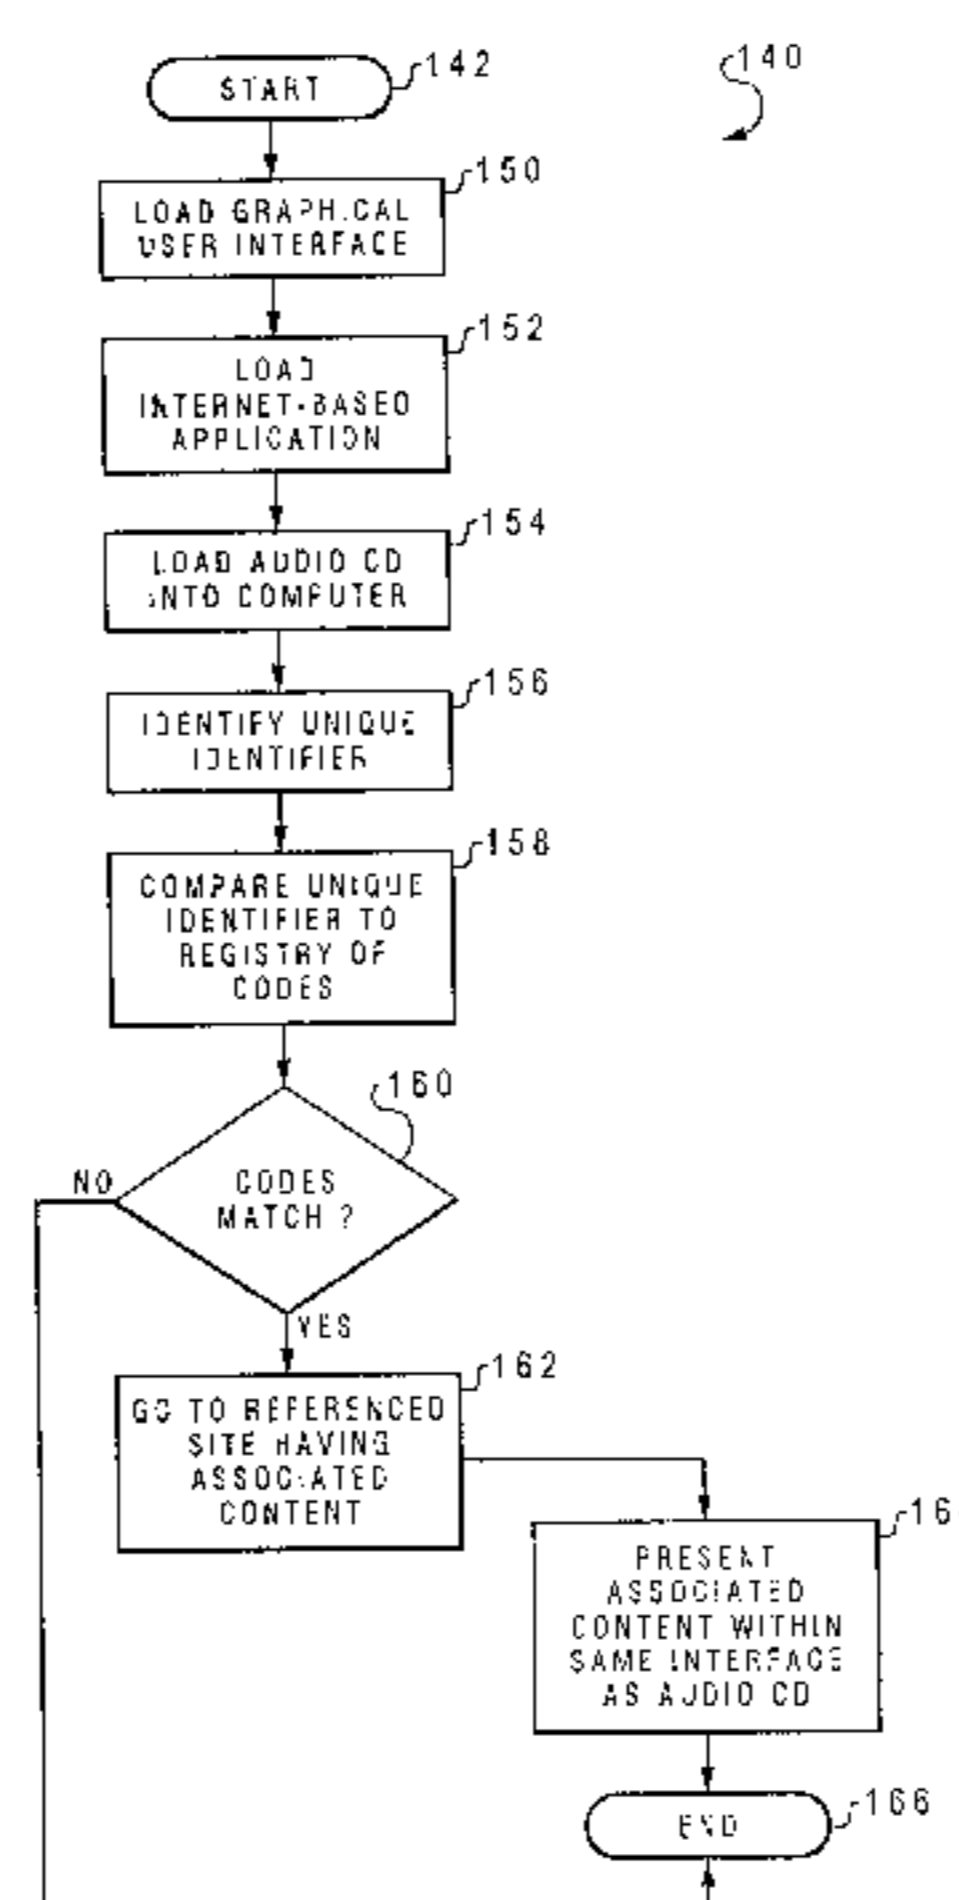 140
142
START
150
LOAD GRAPHICAL
USER INTERFACE
152
LOAD
INTERNET-BASED
APPLICATION
154
LOAD AUDIO CD
INTO COMPUTER
156
IDENTIFY UNIQUE
IDENTIFIER
158
COMPARE UNIQUE
IDENTIFIER TO
REGISTRY OF
CODES
160
CODES
MATCH ?
NO
YES
162
GO TO REFERENCED
SITE HAVING
ASSOCIATED
CONTENT
16
PRESENT
ASSOCIATED
CONTENT WITHIN
SAME INTERFACE
AS AUDIO CD
END
166